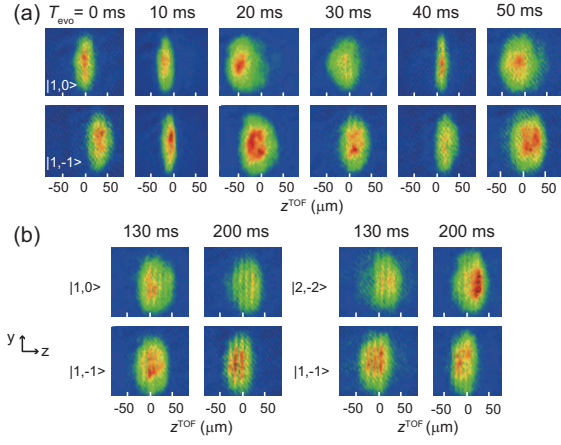 (a) T_evo = 0 ms 10 ms 20 ms 30 ms 40 ms 50 ms
|1,0>
|1,-1>
-50 0 50 -50 0 50 -50 0 50 -50 0 50 -50 0 50 -50 0 50
z^TOF (μm)
(b) 130 ms 200 ms 130 ms 200 ms
|1,0> |2,-2>
y
z
|1,-1> |1,-1>
-50 0 50 -50 0 50 -50 0 50 -50 0 50
z^TOF (μm) z^TOF (μm)